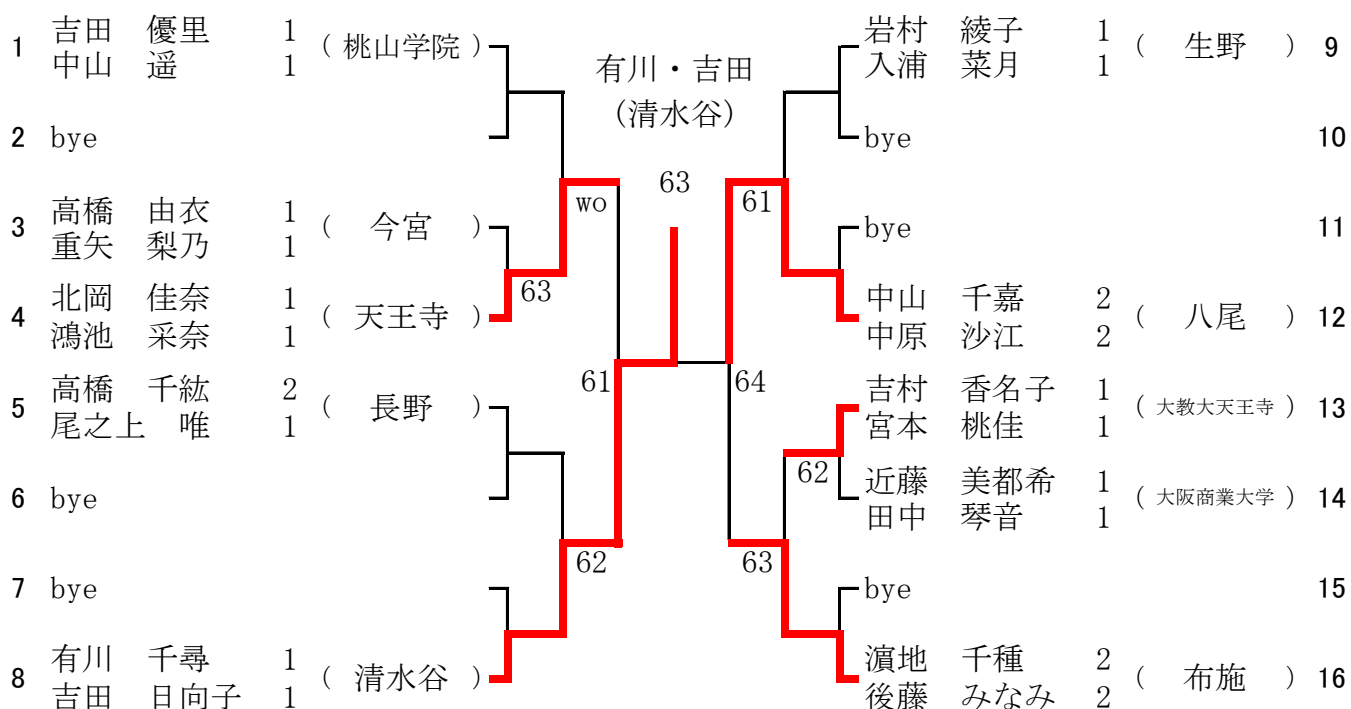 1 吉田 優里 1 ( 桃山学院 )
中山 遥 1
2 bye
3 高橋 由衣 1 ( 今宮 )
重矢 梨乃 1
4 北岡 佳奈 1 ( 天王寺 )
鴻池 采奈 1
5 高橋 千紘 2 ( 長野 )
尾之上 唯 1
6 bye
7 bye
8 有川 千尋 1 ( 清水谷 )
吉田 日向子 1
63
wo
61
62
有川・吉田
(清水谷)
63
61
64
62
63
岩村 綾子 1 ( 生野 ) 9
入浦 菜月 1
bye 10
bye 11
中山 千嘉 2 ( 八尾 ) 12
中原 沙江 2
吉村 香名子 1 ( 大教大天王寺 ) 13
宮本 桃佳 1
近藤 美都希 1 ( 大阪商業大学 ) 14
田中 琴音 1
bye 15
濵地 千種 2 ( 布施 ) 16
後藤 みなみ 2